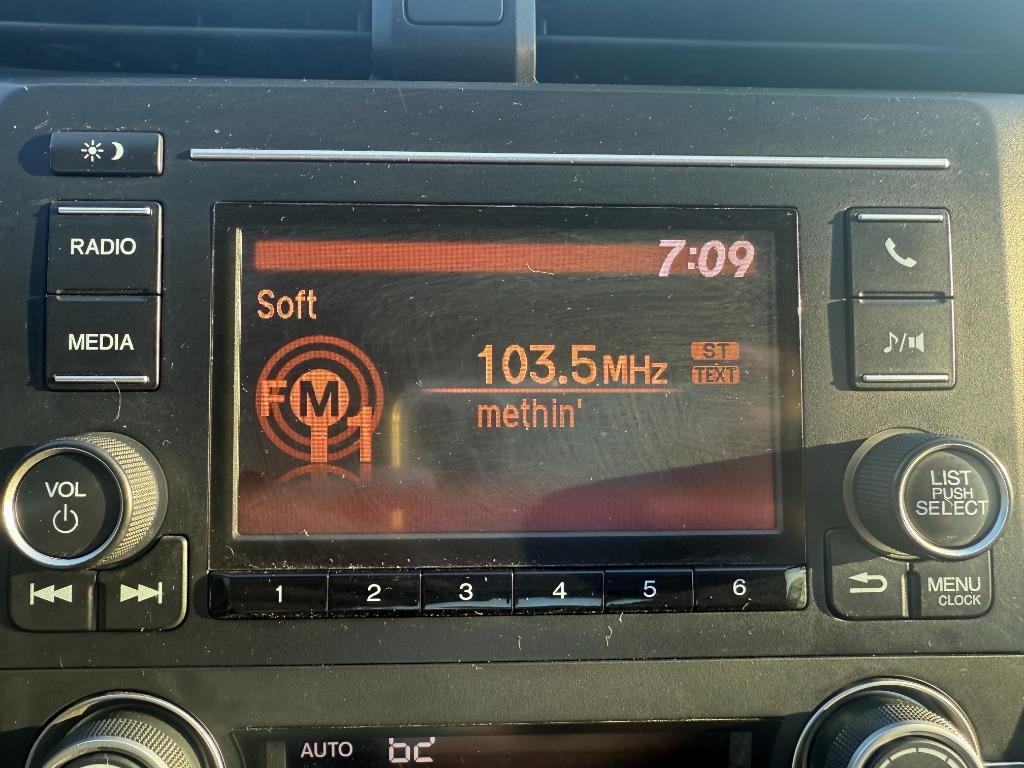 RADIO
MEDIA
7:09
Soft
FM1
103.5MHz
ST
TEXT
methin'
VOL
LIST
PUSH
SELECT
1 2 3 4 5 6
MENU
CLOCK
AUTO